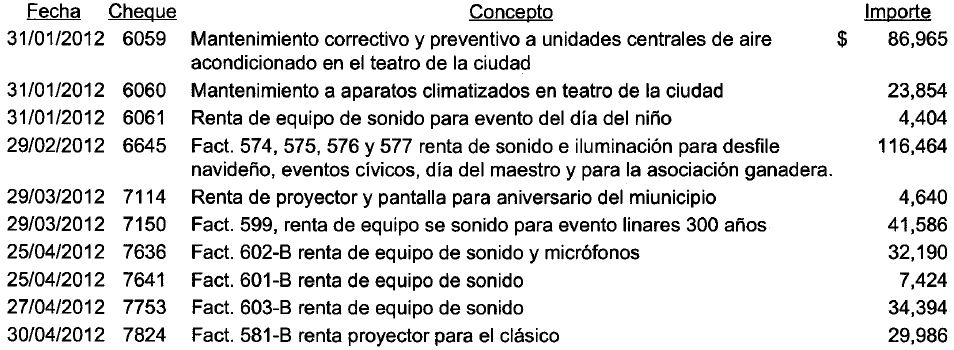 Fecha Cheque Concepto Importe
31/01/2012 6059 Mantenimiento correctivo y preventivo a unidades centrales de aire $ 86,965
acondicionado en el teatro de la ciudad
31/01/2012 6060 Mantenimiento a aparatos climatizados en teatro de la ciudad 23,854
31/01/2012 6061 Renta de equipo de sonido para evento del día del niño 4,404
29/02/2012 6645 Fact. 574, 575, 576 y 577 renta de sonido e iluminación para desfile 116,464
navideño, eventos cívicos, día del maestro y para la asociación ganadera.
29/03/2012 7114 Renta de proyector y pantalla para aniversario del miunicipio 4,640
29/03/2012 7150 Fact. 599, renta de equipo se sonido para evento linares 300 años 41,586
25/04/2012 7636 Fact. 602-B renta de equipo de sonido y micrófonos 32,190
25/04/2012 7641 Fact. 601-B renta de equipo de sonido 7,424
27/04/2012 7753 Fact. 603-B renta de equipo de sonido 34,394
30/04/2012 7824 Fact. 581-B renta proyector para el clásico 29,986